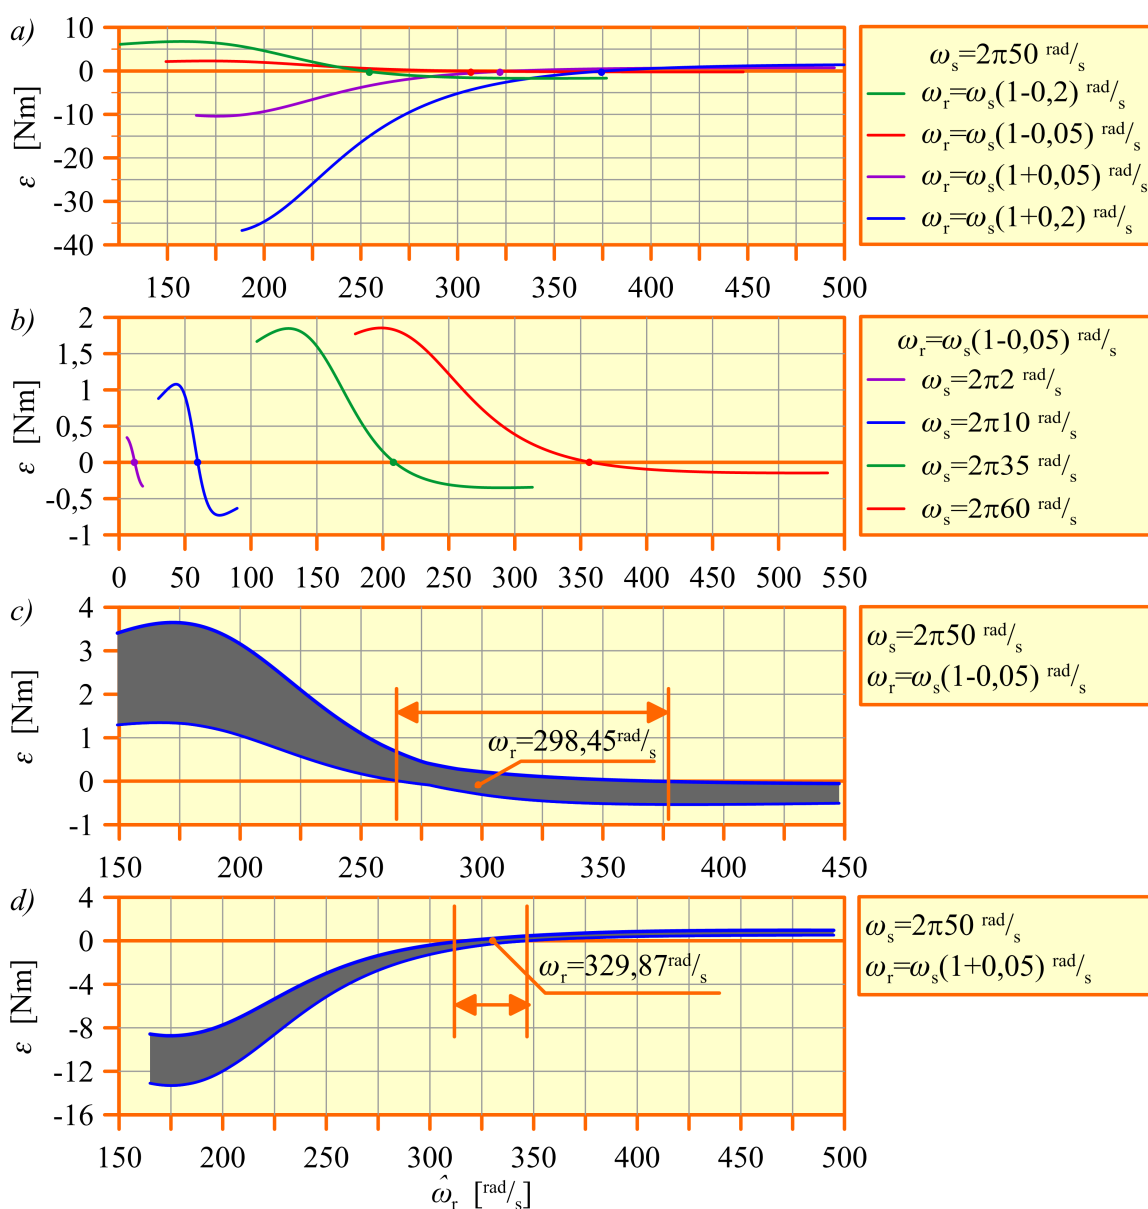 a)
ε [Nm]
10
0
-10
-20
-30
-40
150 200 250 300 350 400 450 500
ωs=2π50 rad/s
ωr=ωs(1-0,2) rad/s
ωr=ωs(1-0,05) rad/s
ωr=ωs(1+0,05) rad/s
ωr=ωs(1+0,2) rad/s
b)
ε [Nm]
2
1,5
1
0,5
0
-0,5
-1
0 50 100 150 200 250 300 350 400 450 500 550
ωr=ωs(1-0,05) rad/s
ωs=2π2 rad/s
ωs=2π10 rad/s
ωs=2π35 rad/s
ωs=2π60 rad/s
c)
ε [Nm]
4
3
2
1
0
-1
ωr=298,45rad/s
150 200 250 300 350 400 450
ωs=2π50 rad/s
ωr=ωs(1-0,05) rad/s
d)
ε [Nm]
4
0
-4
-8
-12
-16
ωr=329,87rad/s
150 200 250 300 350 400 450 500
ω̂r [rad/s]
ωs=2π50 rad/s
ωr=ωs(1+0,05) rad/s